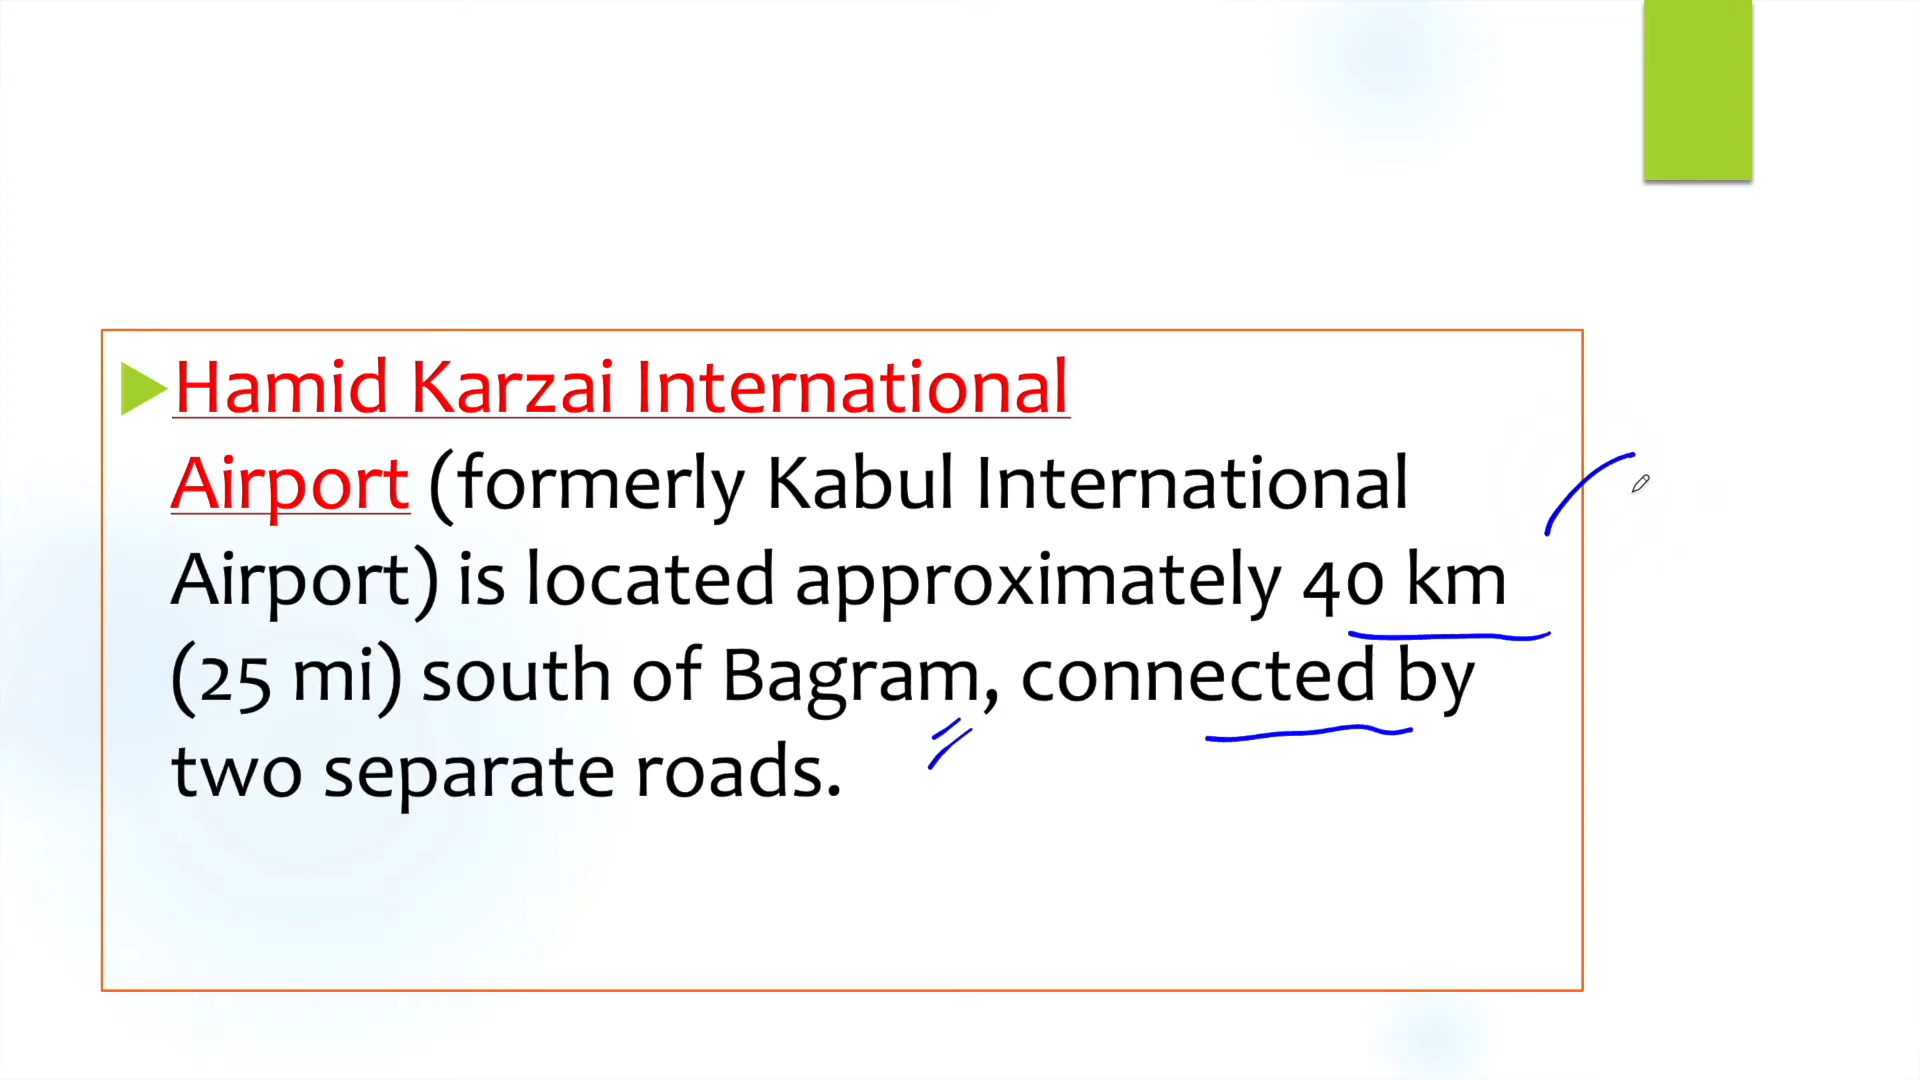 Hamid Karzai International
Airport (formerly Kabul International
Airport) is located approximately 40 km
(25 mi) south of Bagram, connected by
two separate roads.